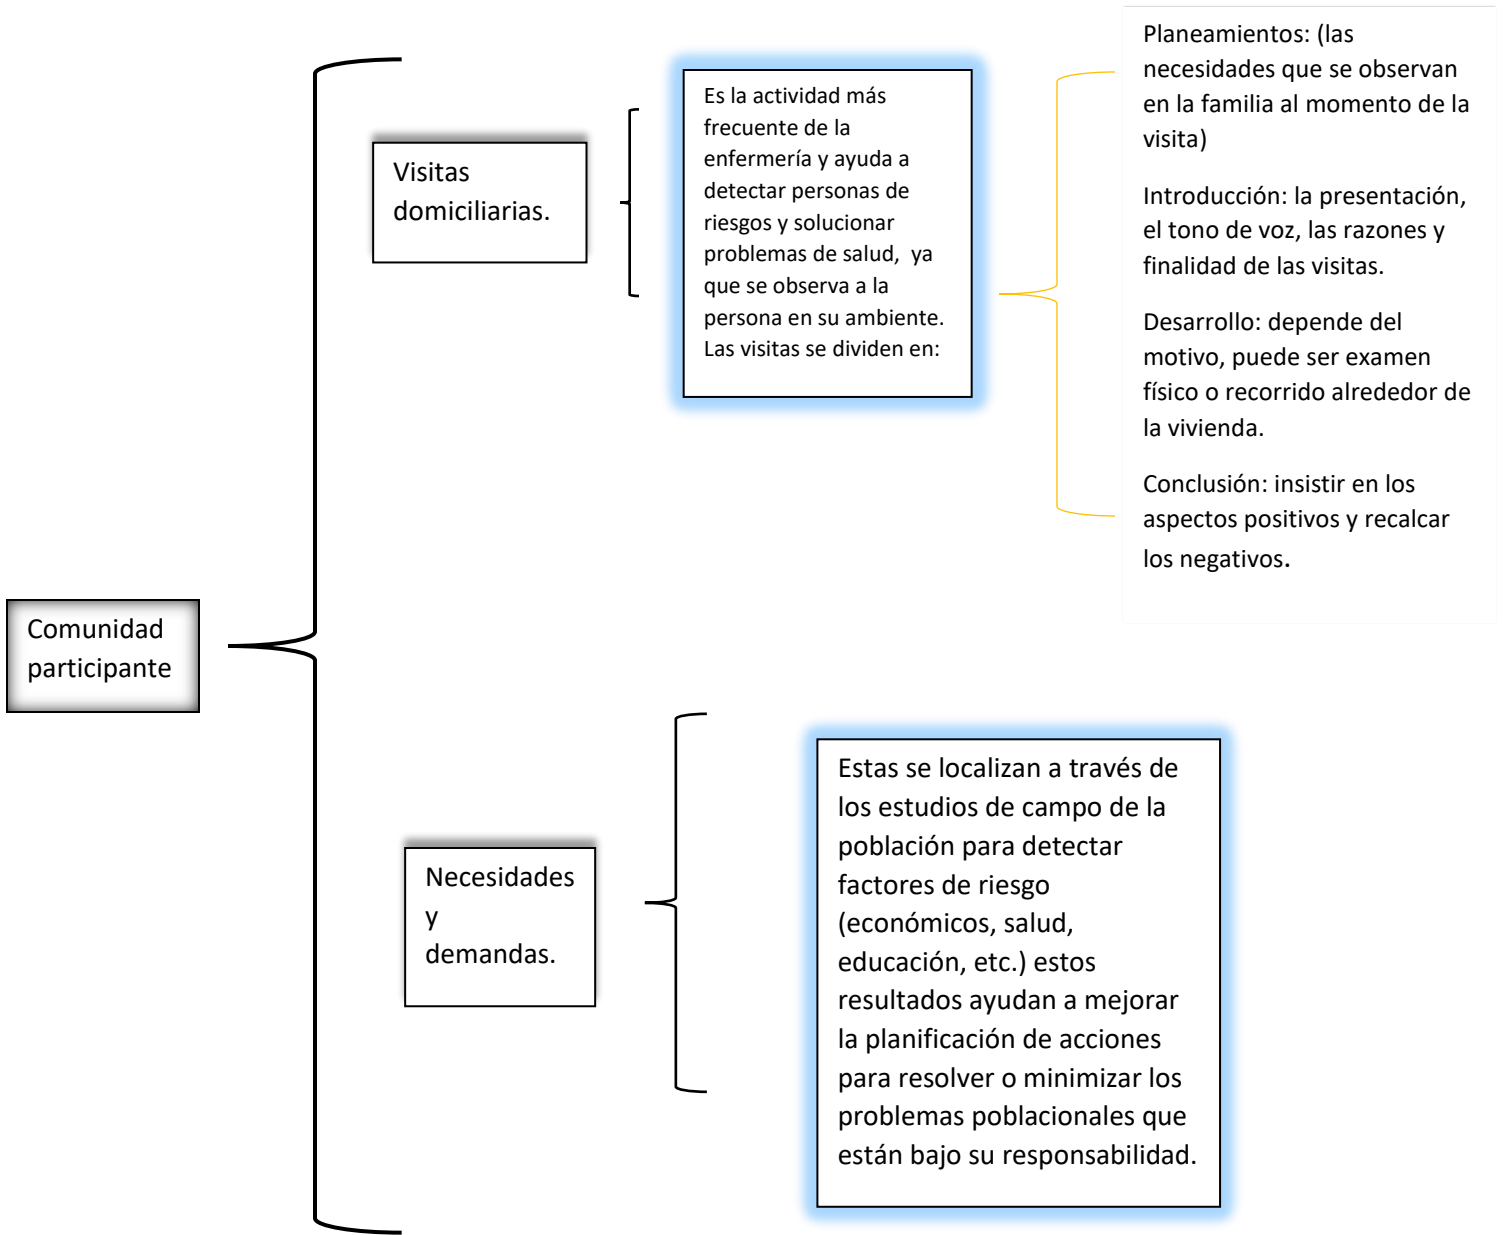 Comunidad
participante
Visitas
domiciliarias.
Es la actividad más
frecuente de la
enfermería y ayuda a
detectar personas de
riesgos y solucionar
problemas de salud,  ya
que se observa a la
persona en su ambiente.
Las visitas se dividen en:
Planeamientos: (las
necesidades que se observan
en la familia al momento de la
visita)
Introducción: la presentación,
el tono de voz, las razones y
finalidad de las visitas.
Desarrollo: depende del
motivo, puede ser examen
físico o recorrido alrededor de
la vivienda.
Conclusión: insistir en los
aspectos positivos y recalcar
los negativos.
Necesidades
y
demandas.
Estas se localizan a través de
los estudios de campo de la
población para detectar
factores de riesgo
(económicos, salud,
educación, etc.) estos
resultados ayudan a mejorar
la planificación de acciones
para resolver o minimizar los
problemas poblacionales que
están bajo su responsabilidad.